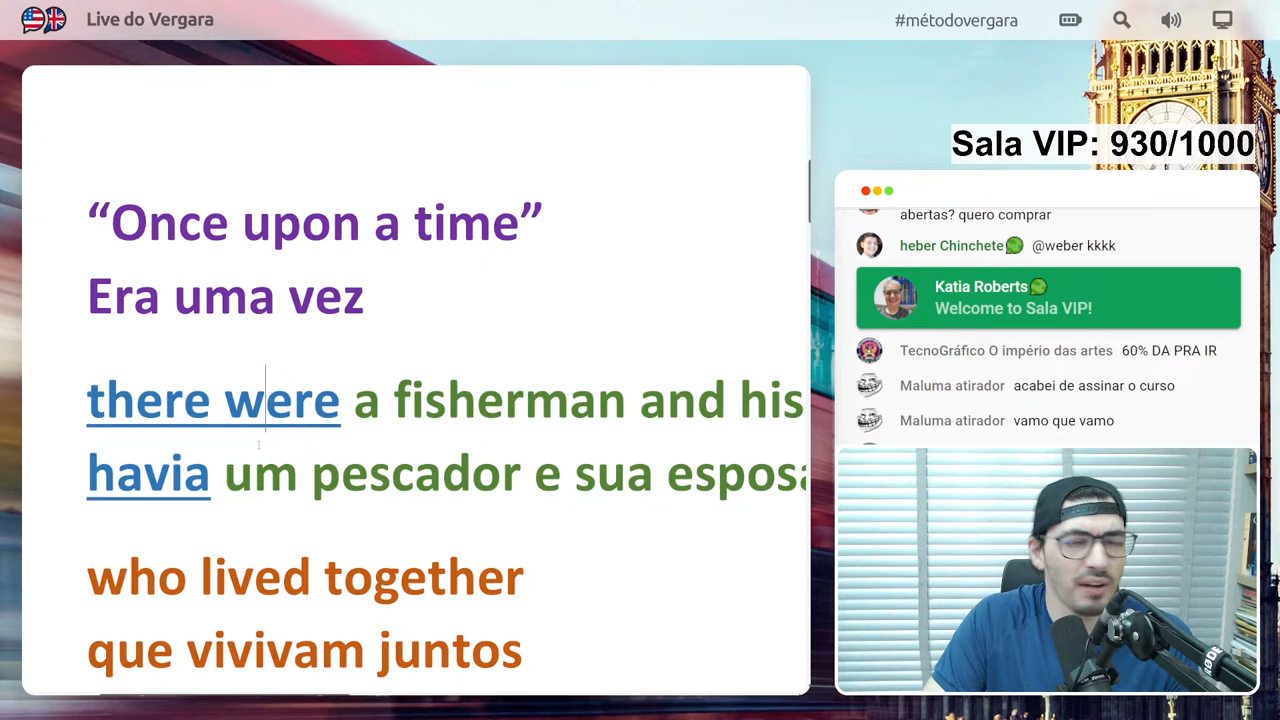 Live do Vergara
#métodovergara
Sala VIP: 930/1000
“Once upon a time”
Era uma vez
there were a fisherman and his
havia um pescador e sua esposa
who lived together
que vivivam juntos
abertas? quero comprar
heber Chinchete @weber kkkk
Katia Roberts
Welcome to Sala VIP!
TecnoGráfico O império das artes 60% DA PRA IR
Maluma atirador acabei de assinar o curso
Maluma atirador vamo que vamo
RØDE